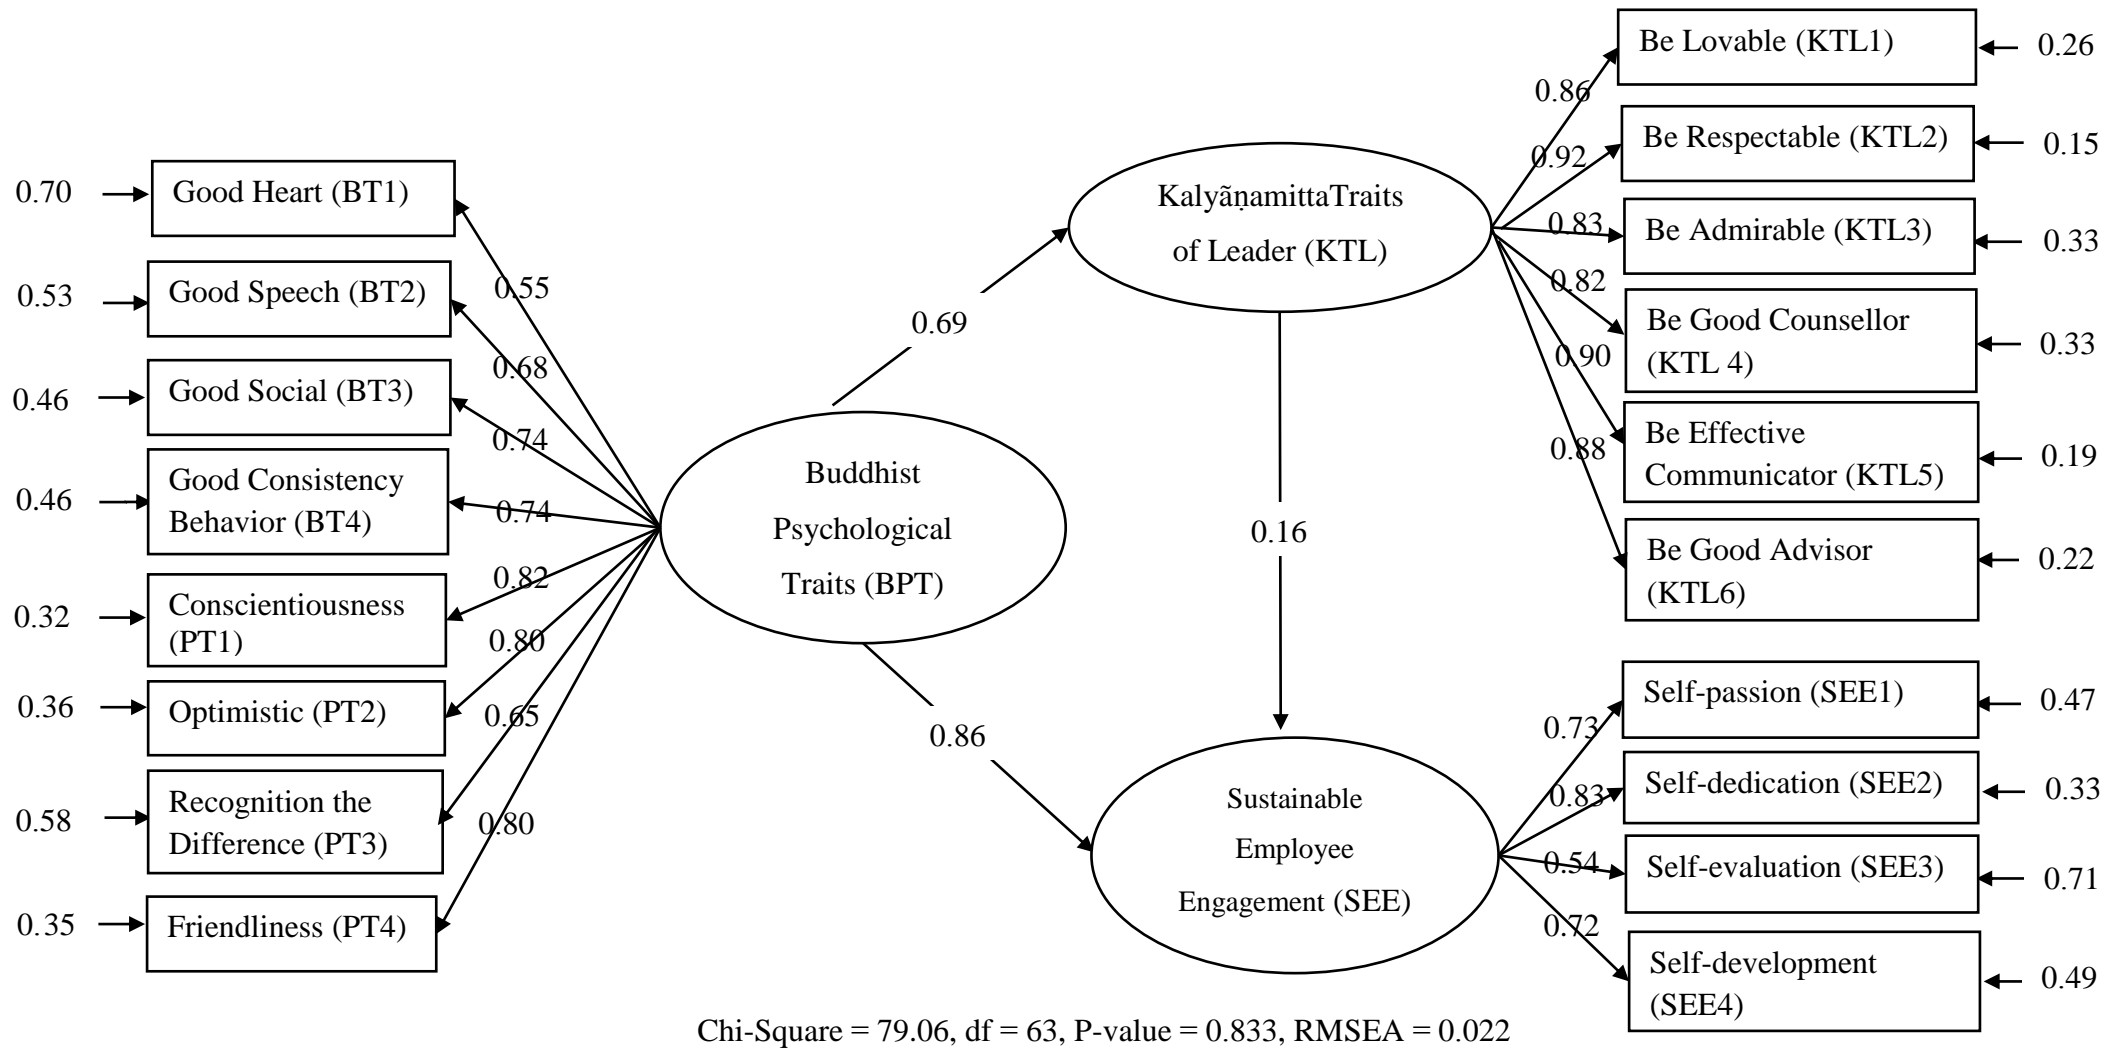 0.70
Good Heart (BT1)
0.55
0.53
Good Speech (BT2)
0.68
0.46
Good Social (BT3)
0.74
0.46
Good Consistency
Behavior (BT4)
0.74
0.32
Conscientiousness
(PT1)
0.82
0.36
Optimistic (PT2)
0.80
0.58
Recognition the
Difference (PT3)
0.65
0.35
Friendliness (PT4)
0.80
Buddhist
Psychological
Traits (BPT)
0.69
0.86
KalyãṇamittaTraits
of Leader (KTL)
0.16
Sustainable
Employee
Engagement (SEE)
0.86
Be Lovable (KTL1)
0.26
0.92
Be Respectable (KTL2)
0.15
0.83
Be Admirable (KTL3)
0.33
0.82
Be Good Counsellor
(KTL 4)
0.33
0.90
Be Effective
Communicator (KTL5)
0.19
0.88
Be Good Advisor
(KTL6)
0.22
0.73
Self-passion (SEE1)
0.47
0.83
Self-dedication (SEE2)
0.33
0.54
Self-evaluation (SEE3)
0.71
0.72
Self-development
(SEE4)
0.49
Chi-Square = 79.06, df = 63, P-value = 0.833, RMSEA = 0.022